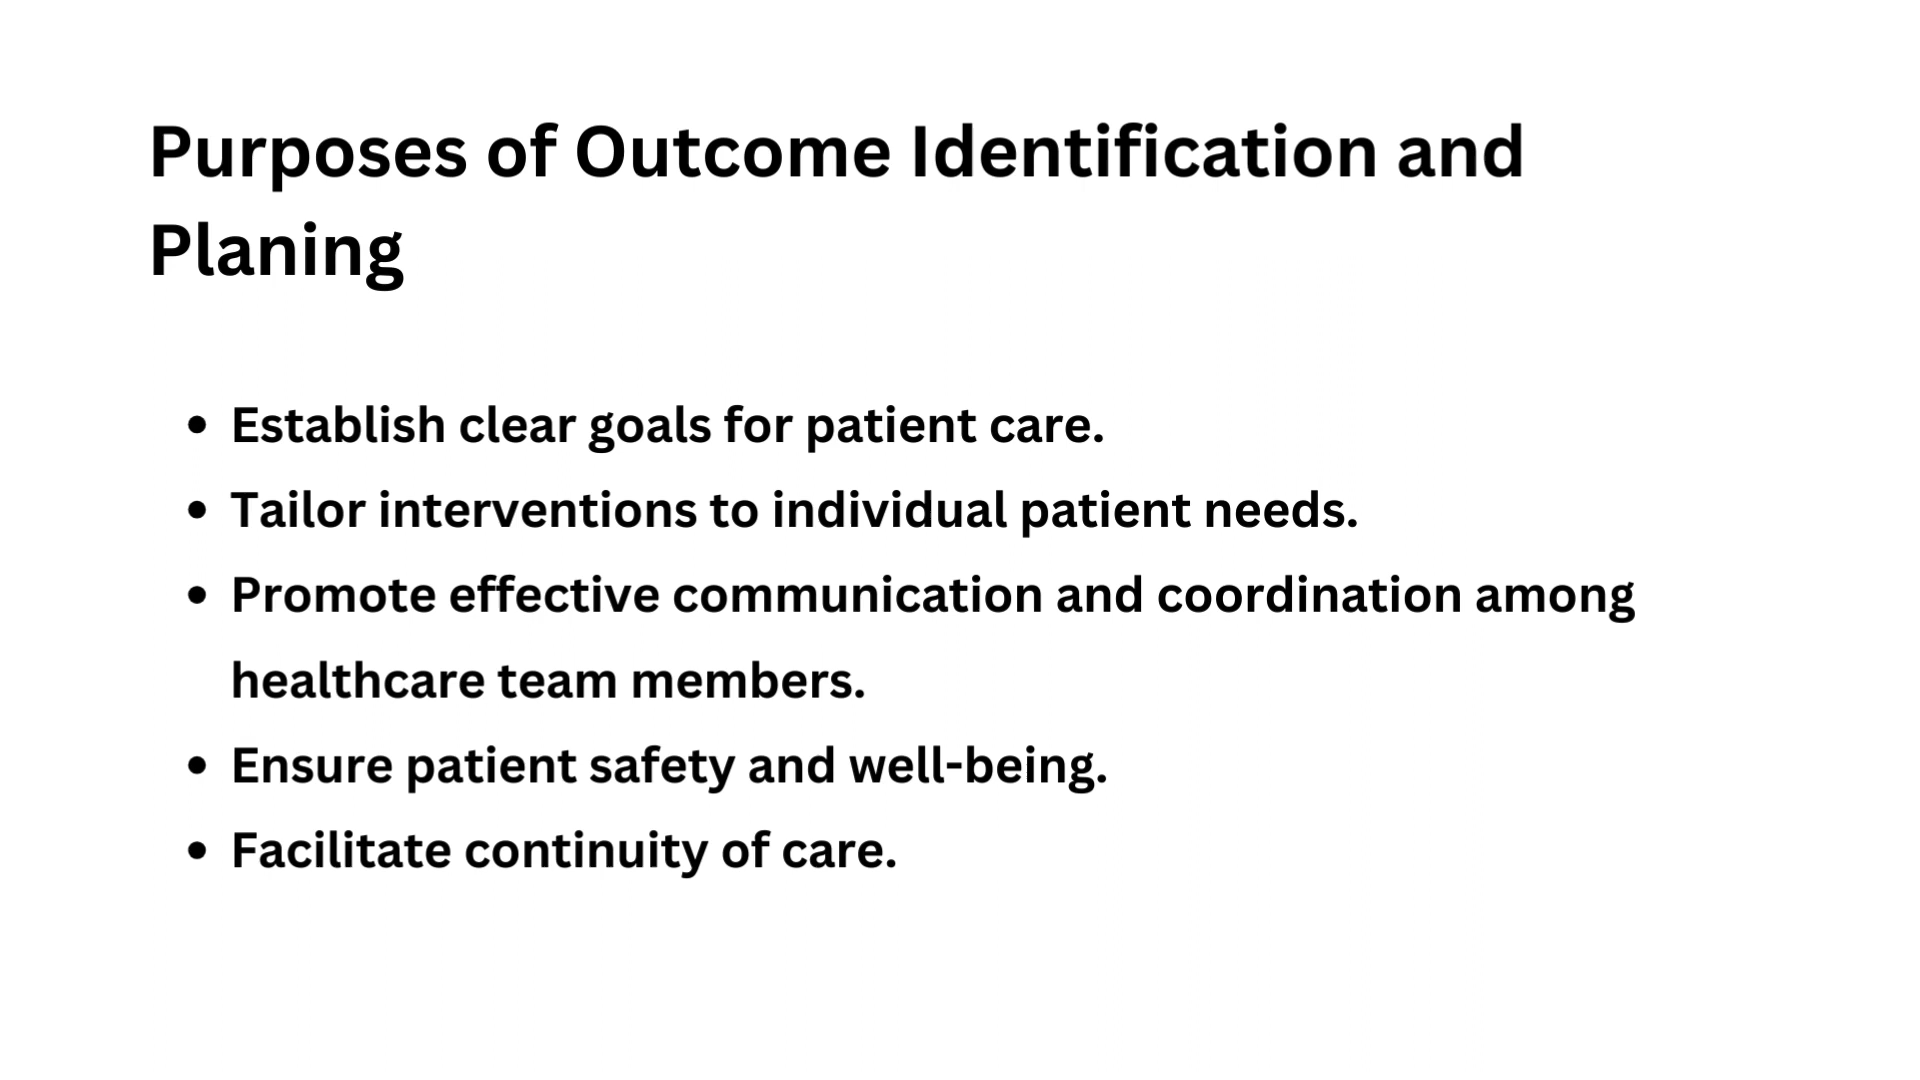 Purposes of Outcome Identification and
Planing
• Establish clear goals for patient care.
• Tailor interventions to individual patient needs.
• Promote effective communication and coordination among
healthcare team members.
• Ensure patient safety and well-being.
• Facilitate continuity of care.